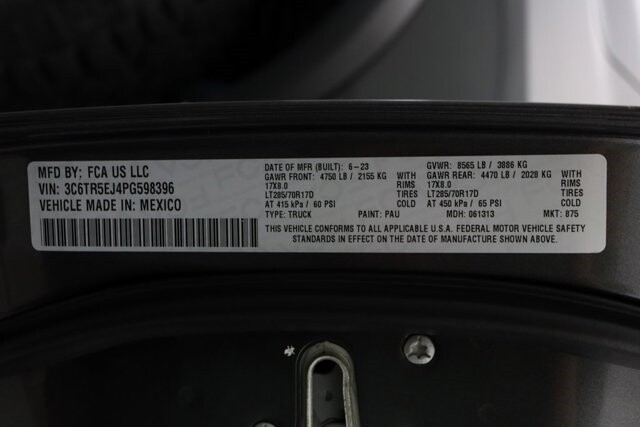 MFD BY: FCA US LLC
VIN: 3C6TR5EJ4PG598396
VEHICLE MADE IN: MEXICO
DATE OF MFR (BUILT): 6-23 GVWR: 8565 LB / 3886 KG
GAWR FRONT: 4750 LB / 2155 KG WITH GAWR REAR: 4470 LB / 2028 KG WITH
17X8.0 RIMS 17X8.0 RIMS
LT285/70R17D TIRES LT285/70R17D TIRES
AT 415 kPa / 60 PSI COLD AT 450 kPa / 65 PSI COLD
TYPE: TRUCK PAINT: PAU MDH: 061313 MKT: 875
THIS VEHICLE CONFORMS TO ALL APPLICABLE U.S.A. FEDERAL MOTOR VEHICLE SAFETY
STANDARDS IN EFFECT ON THE DATE OF MANUFACTURE SHOWN ABOVE.